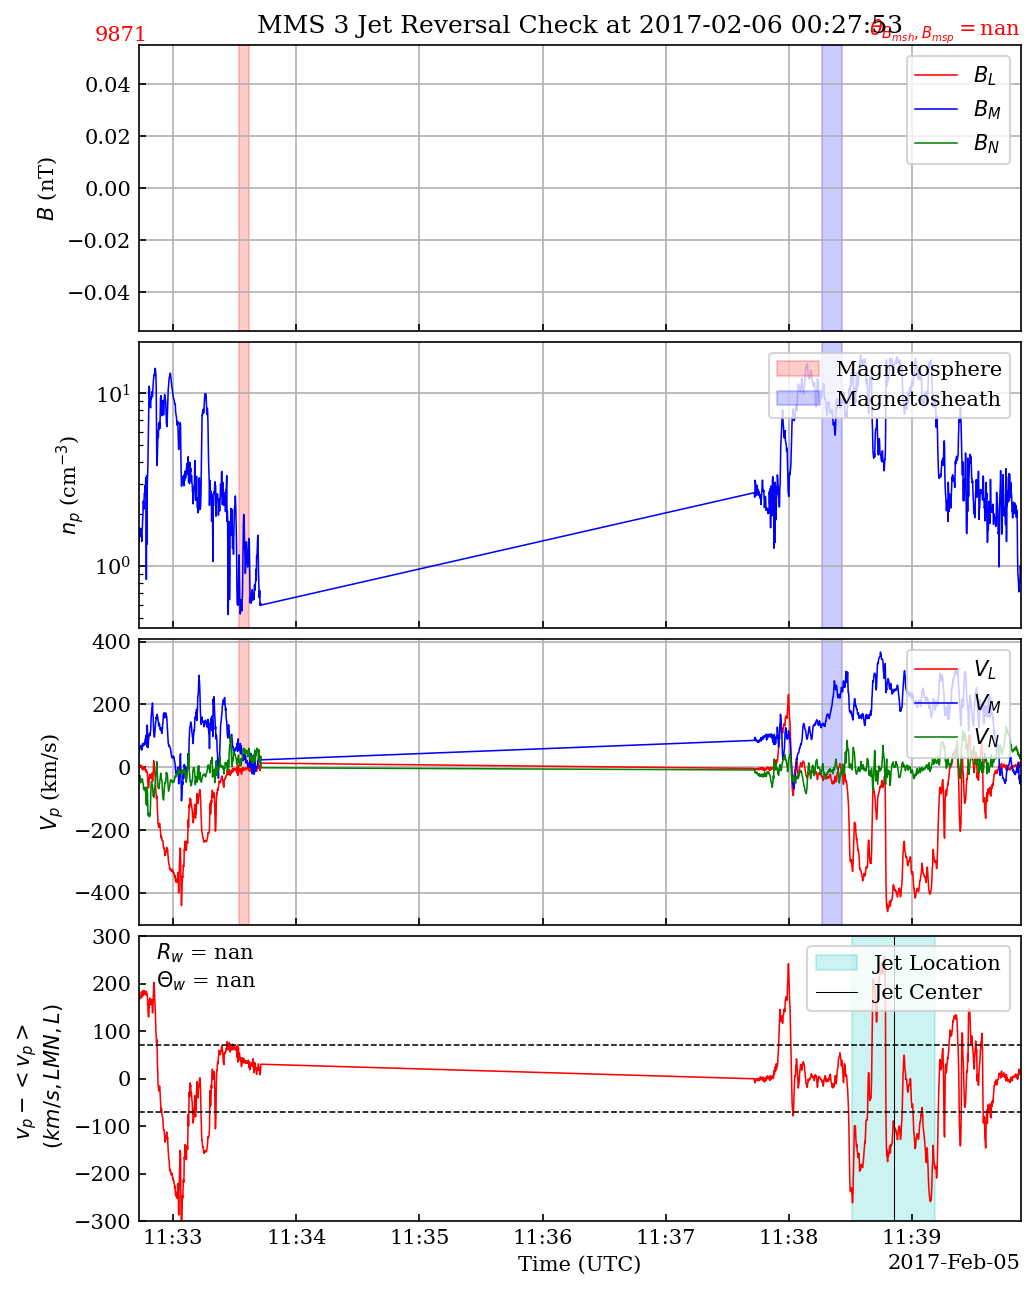 9871
MMS 3 Jet Reversal Check at 2017-02-06 00:27:53
θ_{B_{msh}, B_{msp}} = nan
B (nT)
0.04
0.02
0.00
−0.02
−0.04
B_L
B_M
B_N
n_p (cm^{−3})
10^1
10^0
Magnetosphere
Magnetosheath
V_p (km/s)
400
200
0
−200
−400
V_L
V_M
V_N
v_p − <v_p>
(km/s, LMN, L)
300
200
100
0
−100
−200
−300
R_w = nan
Θ_w = nan
Jet Location
Jet Center
11:33 11:34 11:35 11:36 11:37 11:38 11:39
Time (UTC)
2017-Feb-05